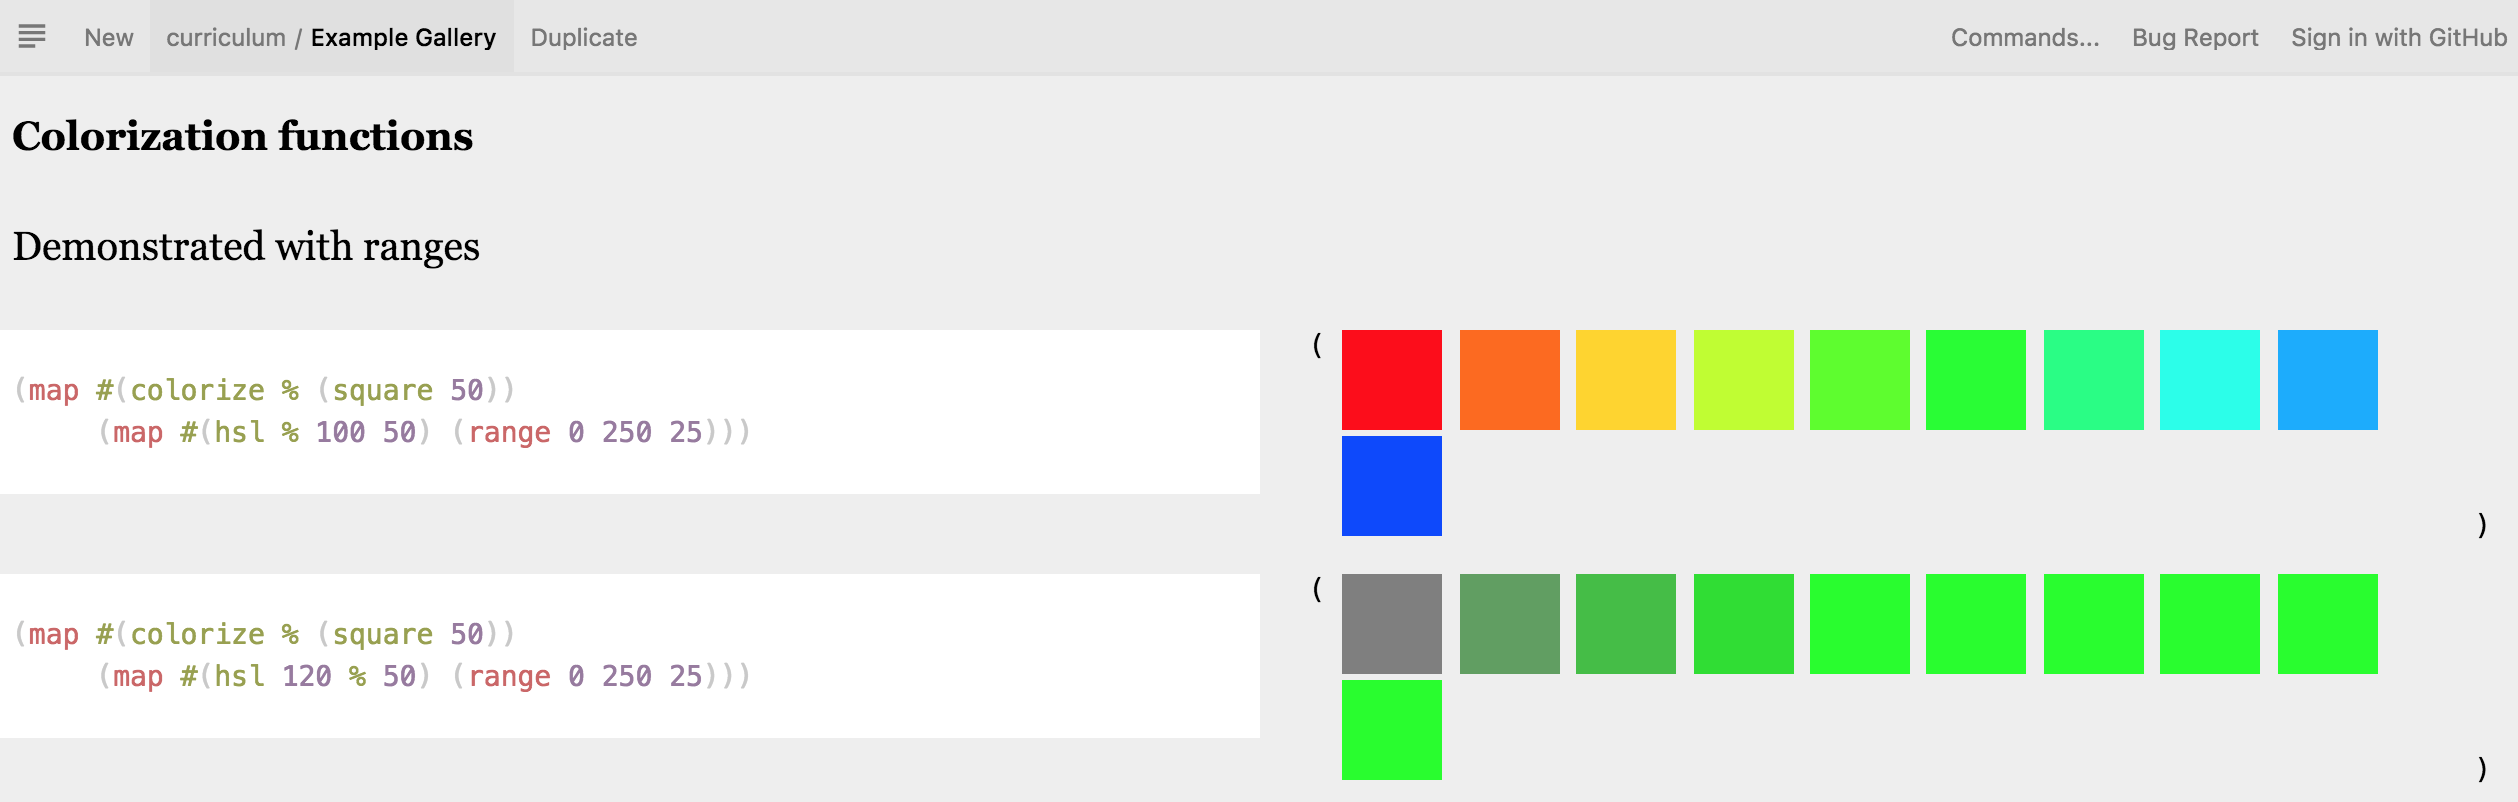 New curriculum / Example Gallery Duplicate Commands... Bug Report Sign in with GitHub
Colorization functions
Demonstrated with ranges
(map #(colorize % (square 50))
(map #(hsl % 100 50) (range 0 250 25)))
(
)
(map #(colorize % (square 50))
(map #(hsl 120 % 50) (range 0 250 25)))
(
)